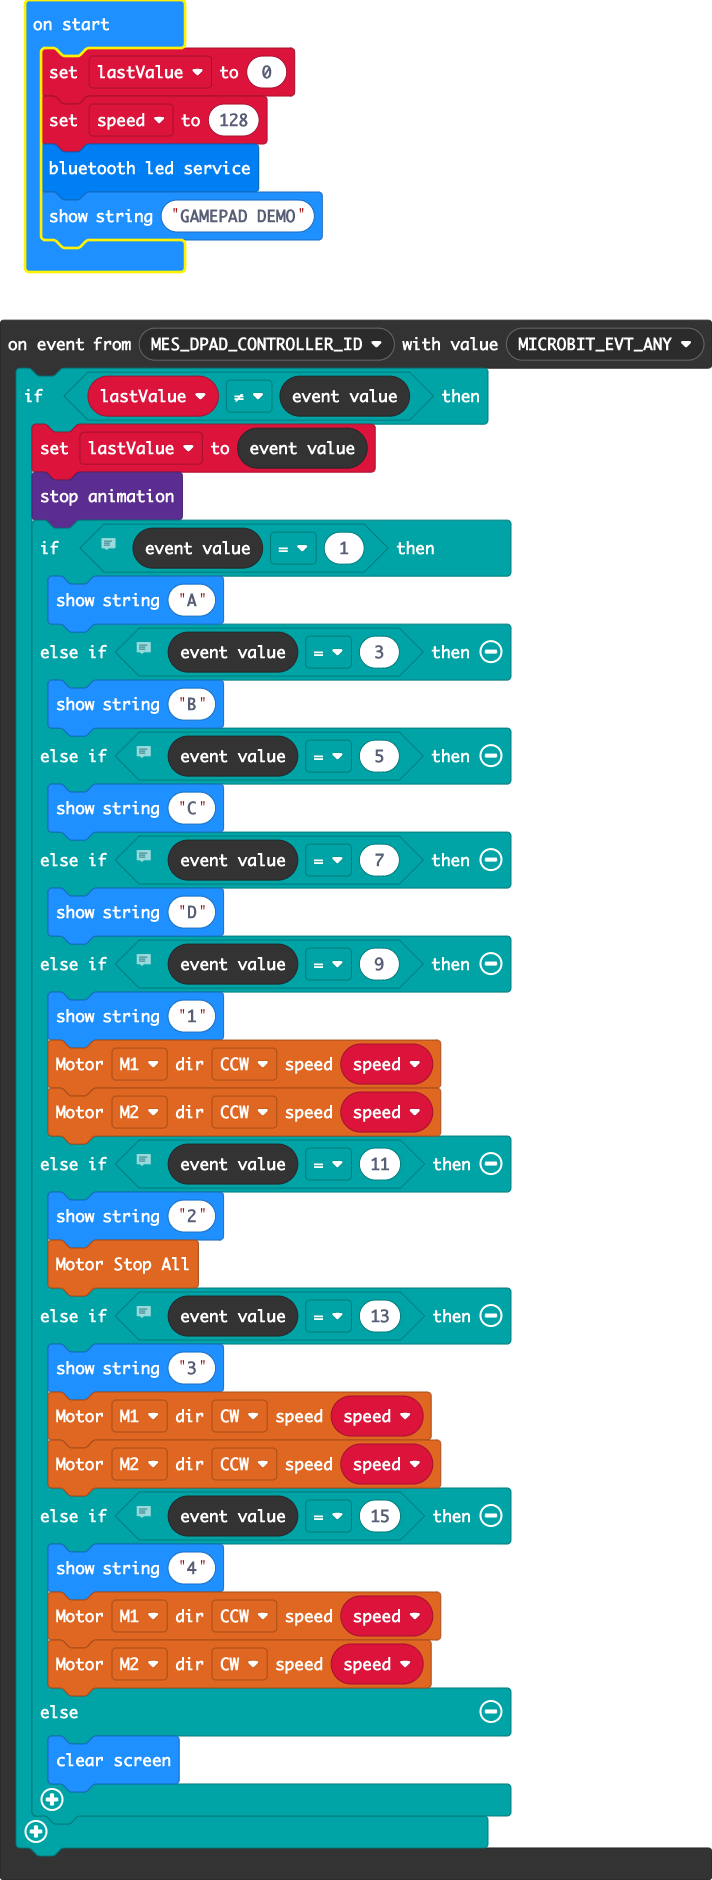 on start
set lastValue to 0
set speed to 128
bluetooth led service
show string "GAMEPAD DEMO"
on event from MES_DPAD_CONTROLLER_ID with value MICROBIT_EVT_ANY
if lastValue ≠ event value then
set lastValue to event value
stop animation
if event value = 1 then
show string "A"
else if event value = 3 then
show string "B"
else if event value = 5 then
show string "C"
else if event value = 7 then
show string "D"
else if event value = 9 then
show string "1"
Motor M1 dir CCW speed speed
Motor M2 dir CCW speed speed
else if event value = 11 then
show string "2"
Motor Stop All
else if event value = 13 then
show string "3"
Motor M1 dir CW speed speed
Motor M2 dir CCW speed speed
else if event value = 15 then
show string "4"
Motor M1 dir CCW speed speed
Motor M2 dir CW speed speed
else
clear screen